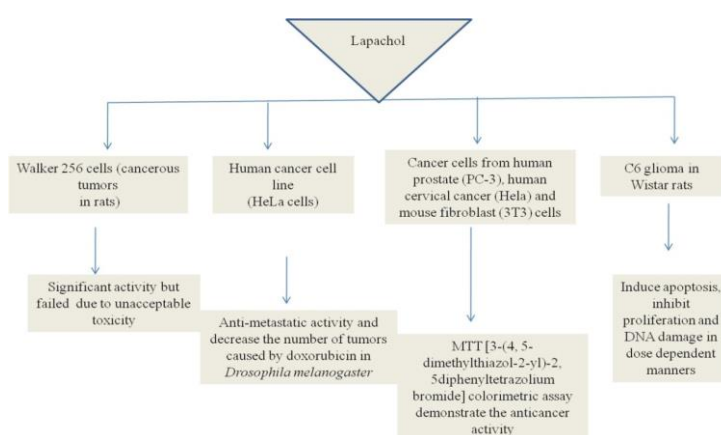 Lapachol
Walker 256 cells (cancerous
tumors
in rats)
Human cancer cell
line
(HeLa cells)
Cancer cells from human
prostate (PC-3), human
cervical cancer (Hela) and
mouse fibroblast (3T3) cells
C6 glioma in
Wistar rats
Significant activity but
failed due to unacceptable
toxicity
Anti-metastatic activity and
decrease the number of tumors
caused by doxorubicin in
Drosophila melanogaster
MTT [3-(4, 5-
dimethylthiazol-2-yl)-2,
5diphenyltetrazolium
bromide] colorimetric assay
demonstrate the anticancer
activity
Induce apoptosis,
inhibit
proliferation and
DNA damage in
dose dependent
manners